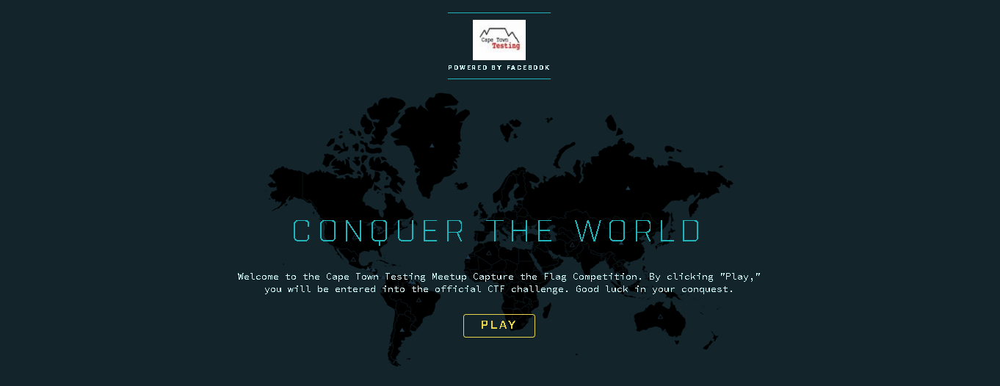 Cape Town
Testing
POWERED BY FACEBOOK
CONQUER THE WORLD
Welcome to the Cape Town Testing Meetup Capture the Flag Competition. By clicking "Play,"
you will be entered into the official CTF challenge. Good luck in your conquest.
PLAY